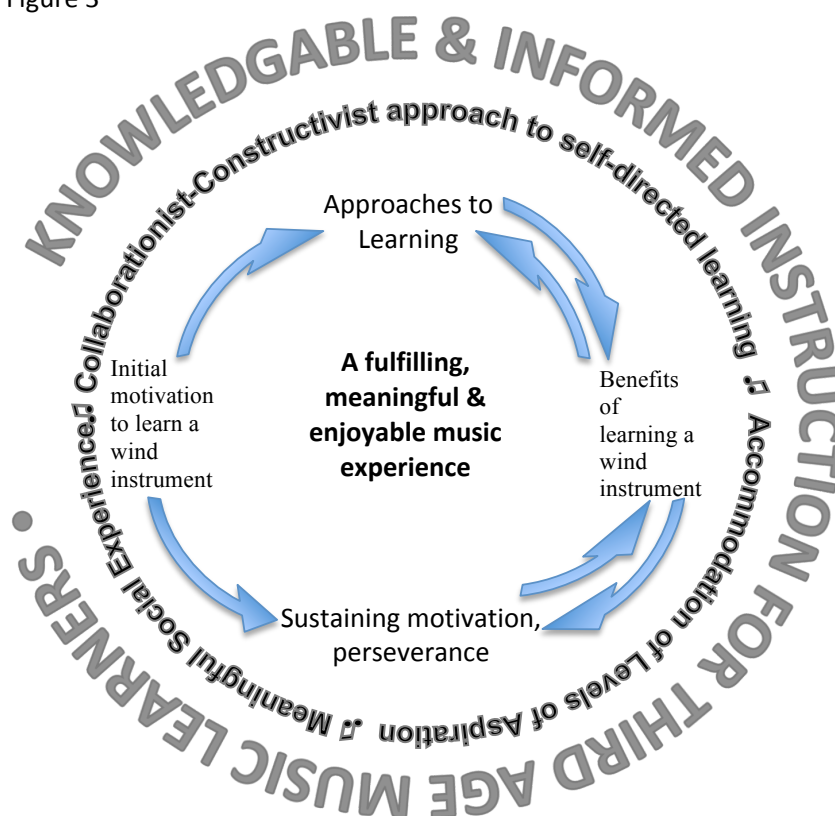 Figure 3
KNOWLEDGABLE & INFORMED INSTRUCTION FOR THIRD AGE MUSIC LEARNERS •
Collaborationist-Constructivist approach to self-directed learning ♫ Accommodation of Levels of Aspiration ♫ Meaningful Social Experience ♫
Approaches to
Learning
Initial
motivation
to learn a
wind
instrument
A fulfilling,
meaningful &
enjoyable music
experience
Benefits
of
learning a
wind
instrument
Sustaining motivation,
perseverance